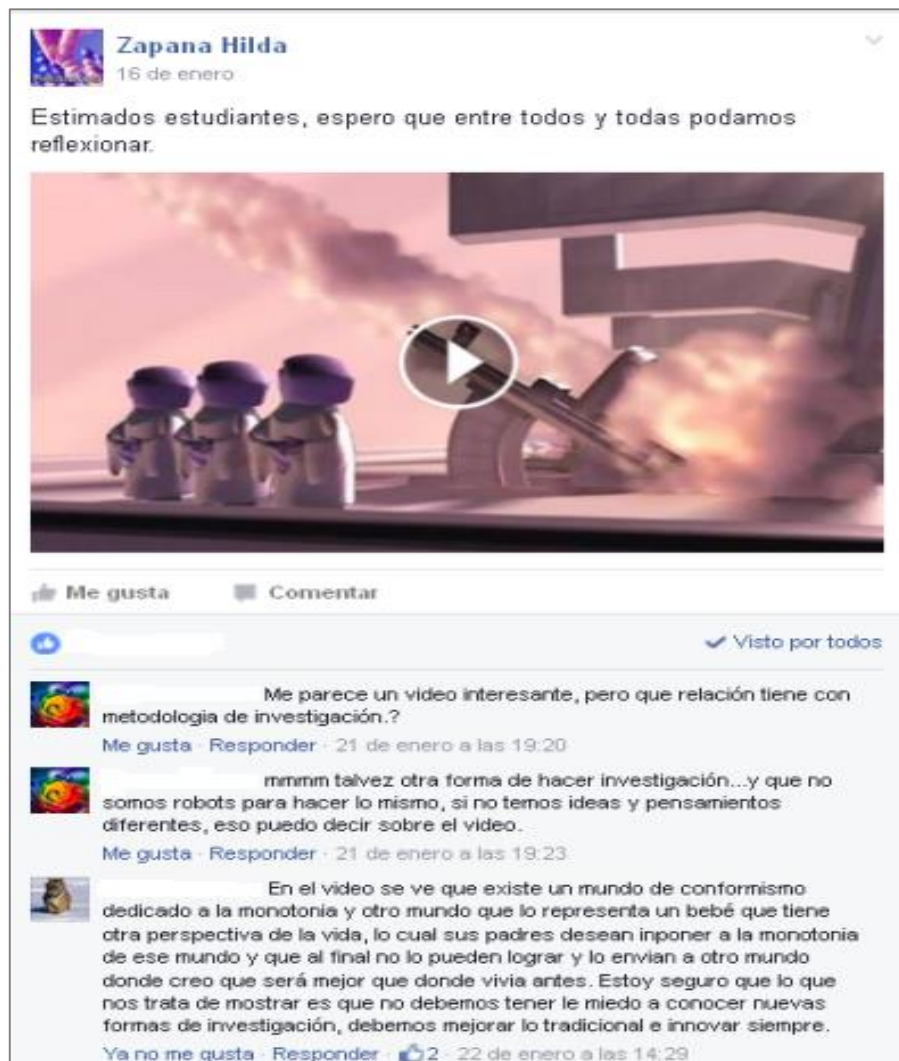 Zapana Hilda
16 de enero
Estimados estudiantes, espero que entre todos y todas podamos
reflexionar.
Me gusta Comentar
Visto por todos
Me parece un video interesante, pero que relación tiene con
metodologia de investigación.?
Me gusta · Responder · 21 de enero a las 19:20
mmmm talvez otra forma de hacer investigación...y que no
somos robots para hacer lo mismo, si no temos ideas y pensamientos
diferentes, eso puedo decir sobre el video.
Me gusta · Responder · 21 de enero a las 19:23
En el video se ve que existe un mundo de conformismo
dedicado a la monotonia y otro mundo que lo representa un bebé que tiene
otra perspectiva de la vida, lo cual sus padres desean inponer a la monotonia
de ese mundo y que al final no lo pueden lograr y lo envian a otro mundo
donde creo que será mejor que donde vivia antes. Estoy seguro que lo que
nos trata de mostrar es que no debemos tener le miedo a conocer nuevas
formas de investigación, debemos mejorar lo tradicional e innovar siempre.
Ya no me gusta · Responder · 2 · 22 de enero a las 14:29